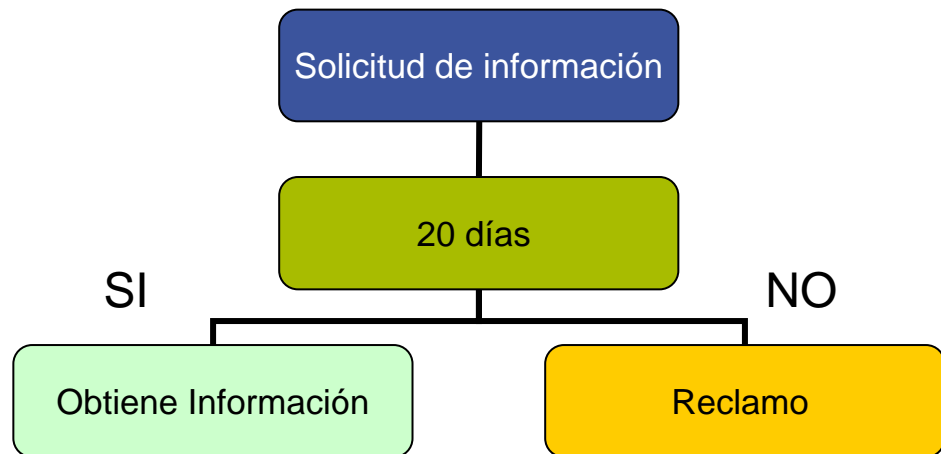 Solicitud de información
20 días
SI
NO
Obtiene Información
Reclamo